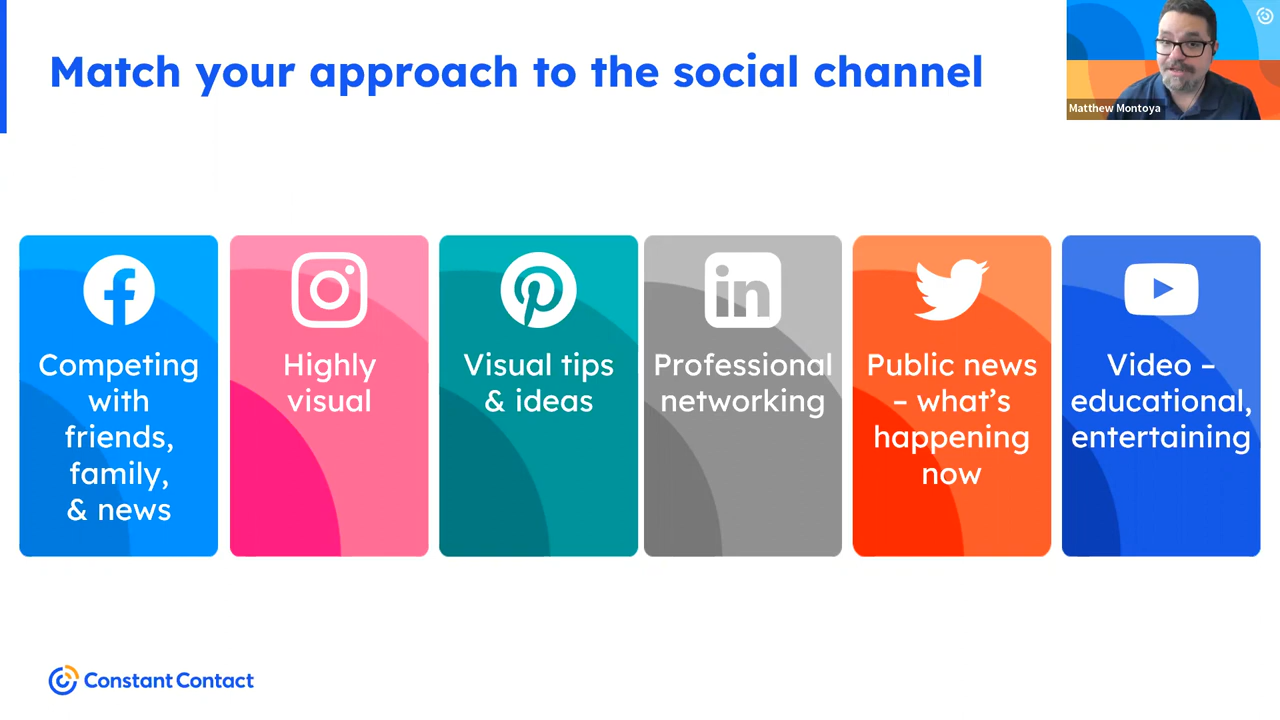 Match your approach to the social channel
Matthew Montoya
Competing
with
friends,
family,
& news
Highly
visual
Visual tips
& ideas
in
Professional
networking
Public news
– what’s
happening
now
Video –
educational,
entertaining
Constant Contact